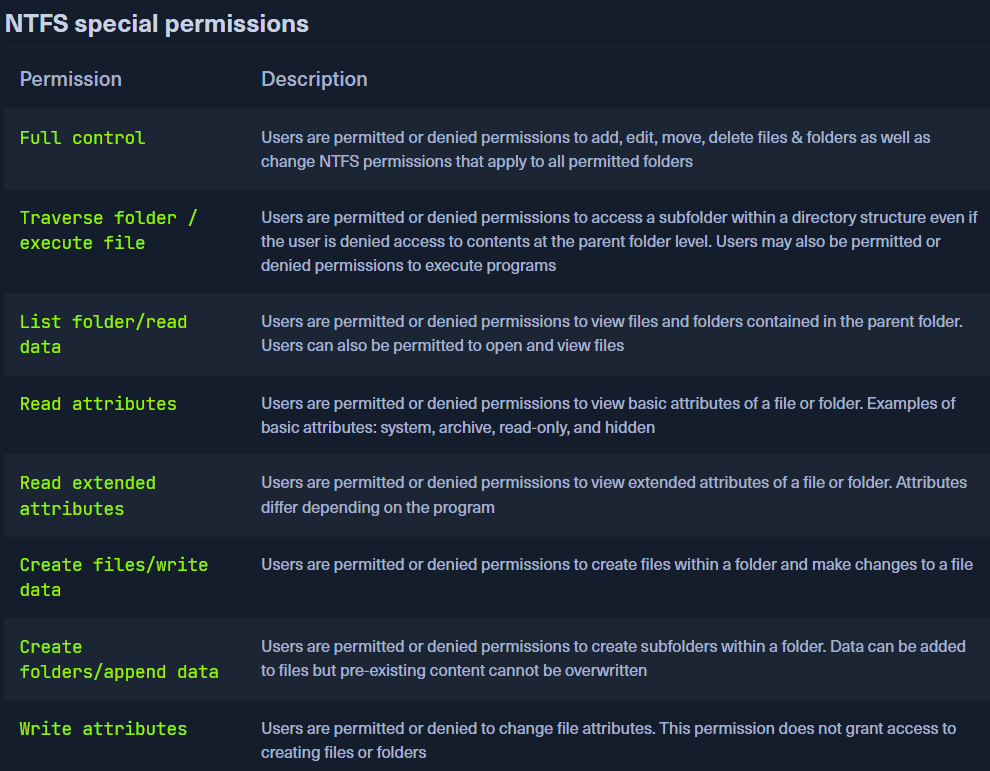 NTFS special permissions
Permission
Description
Full control
Users are permitted or denied permissions to add, edit, move, delete files & folders as well as
change NTFS permissions that apply to all permitted folders
Traverse folder /
execute file
Users are permitted or denied permissions to access a subfolder within a directory structure even if
the user is denied access to contents at the parent folder level. Users may also be permitted or
denied permissions to execute programs
List folder/read
data
Users are permitted or denied permissions to view files and folders contained in the parent folder.
Users can also be permitted to open and view files
Read attributes
Users are permitted or denied permissions to view basic attributes of a file or folder. Examples of
basic attributes: system, archive, read-only, and hidden
Read extended
attributes
Users are permitted or denied permissions to view extended attributes of a file or folder. Attributes
differ depending on the program
Create files/write
data
Users are permitted or denied permissions to create files within a folder and make changes to a file
Create
folders/append data
Users are permitted or denied permissions to create subfolders within a folder. Data can be added
to files but pre-existing content cannot be overwritten
Write attributes
Users are permitted or denied to change file attributes. This permission does not grant access to
creating files or folders